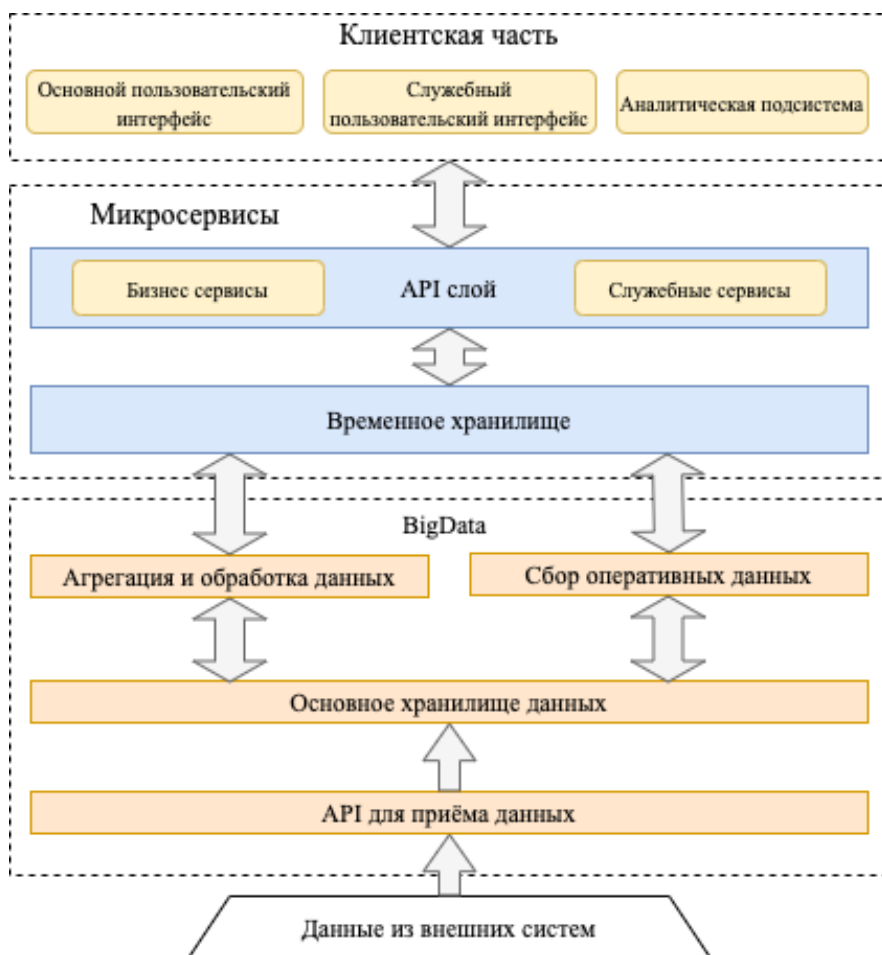 Клиентская часть
Основной пользовательский
интерфейс
Служебный
пользовательский интерфейс
Аналитическая подсистема
Микросервисы
Бизнес сервисы
API слой
Служебные сервисы
Временное хранилище
BigData
Агрегация и обработка данных
Сбор оперативных данных
Основное хранилище данных
API для приёма данных
Данные из внешних систем